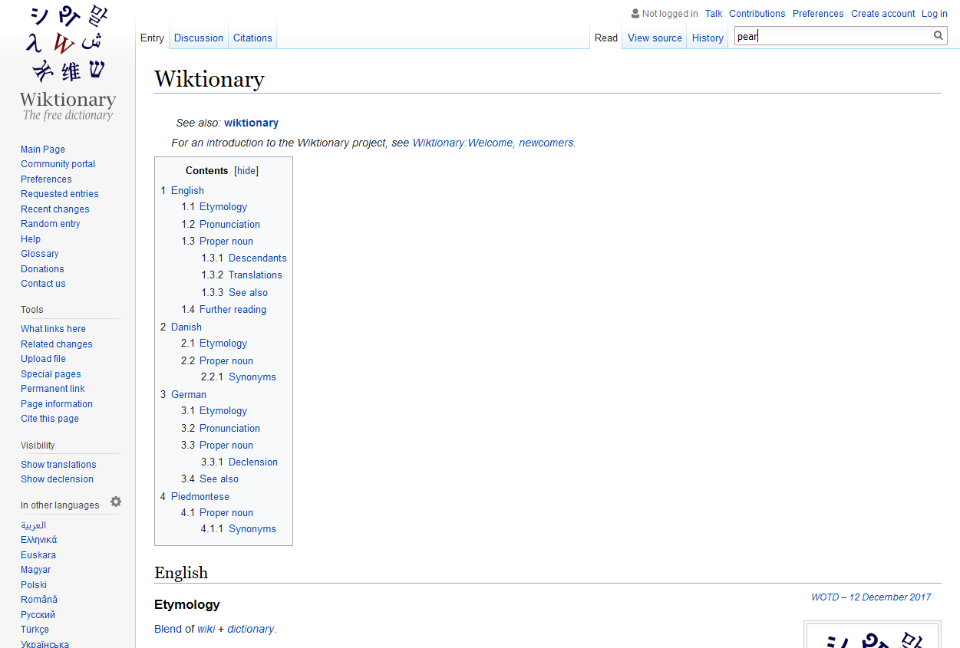 シ 말
λ W
维 ש
Wiktionary
The free dictionary
Not logged in Talk Contributions Preferences Create account Log in
Entry Discussion Citations Read View source History pear
Main Page
Community portal
Preferences
Requested entries
Recent changes
Random entry
Help
Glossary
Donations
Contact us
Tools
What links here
Related changes
Upload file
Special pages
Permanent link
Page information
Cite this page
Visibility
Show translations
Show declension
In other languages
العربية
Ελληνικά
Euskara
Magyar
Polski
Română
Русский
Türkçe
Українська
Wiktionary
See also: wiktionary
For an introduction to the Wiktionary project, see Wiktionary:Welcome, newcomers.
Contents [hide]
1 English
1.1 Etymology
1.2 Pronunciation
1.3 Proper noun
1.3.1 Descendants
1.3.2 Translations
1.3.3 See also
1.4 Further reading
2 Danish
2.1 Etymology
2.2 Proper noun
2.2.1 Synonyms
3 German
3.1 Etymology
3.2 Pronunciation
3.3 Proper noun
3.3.1 Declension
3.4 See also
4 Piedmontese
4.1 Proper noun
4.1.1 Synonyms
English
WOTD – 12 December 2017
Etymology
Blend of wiki + dictionary.